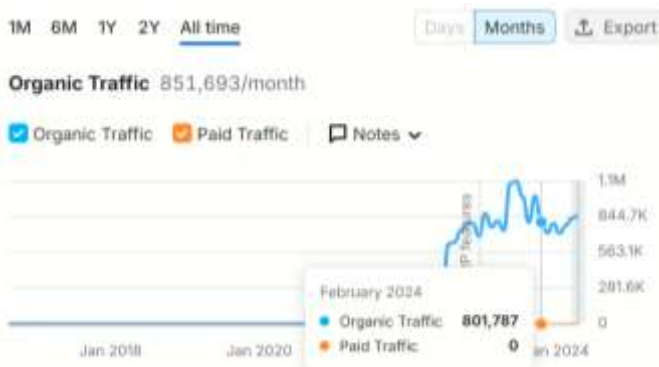 1M 6M 1Y 2Y All time Days Months Export
Organic Traffic 851,693/month
Organic Traffic Paid Traffic Notes
1.1M
844.7K
563.1K
281.6K
0
February 2024
Organic Traffic 801,787
Paid Traffic 0
Jan 2018 Jan 2020 an 2024